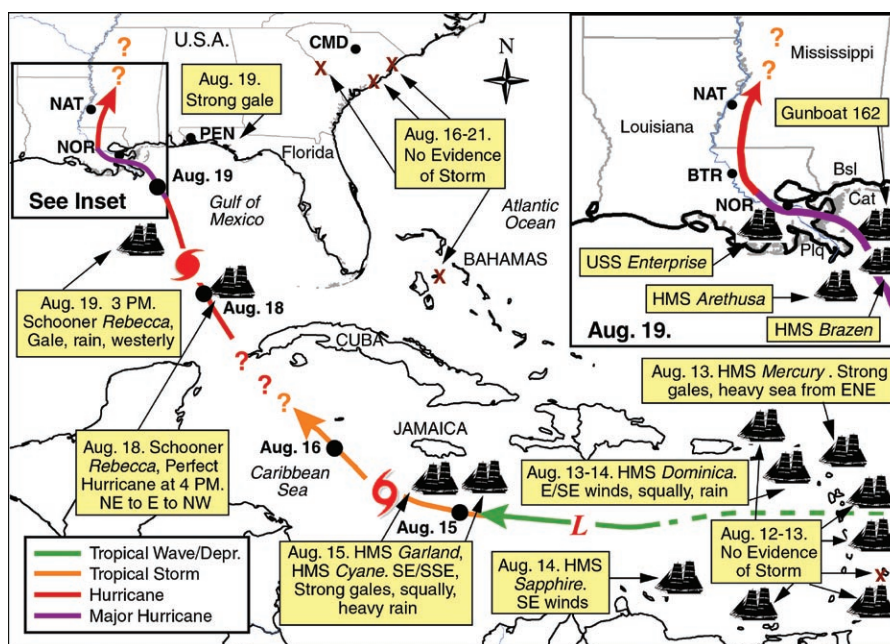 U.S.A.
CMD
N
NAT
Aug. 19.
Strong gale
PEN
NOR
Florida
Aug. 16-21.
No Evidence
of Storm
See Inset
Aug. 19
Gulf of
Mexico
Atlantic
Ocean
BAHAMAS
Aug. 19. 3 PM.
Schooner Rebecca,
Gale, rain, westerly
Aug. 18
CUBA
?
?
?
?
?
X
X
X
X
Aug. 18. Schooner
Rebecca, Perfect
Hurricane at 4 PM.
NE to E to NW
Aug. 16
JAMAICA
Caribbean
Sea
Aug. 15
L
Aug. 13. HMS Mercury . Strong
gales, heavy sea from ENE
Aug. 13-14. HMS Dominica.
E/SE winds, squally, rain
Aug. 12-13.
No Evidence
of Storm
X
Aug. 15. HMS Garland,
HMS Cyane. SE/SSE,
Strong gales, squally,
heavy rain
Aug. 14. HMS
Sapphire.
SE winds
Tropical Wave/Depr.
Tropical Storm
Hurricane
Major Hurricane
?
?
Mississippi
NAT
Gunboat 162
Louisiana
BTR
Bsl
NOR
Cat
Plq
USS Enterprise
HMS Arethusa
HMS Brazen
Aug. 19.